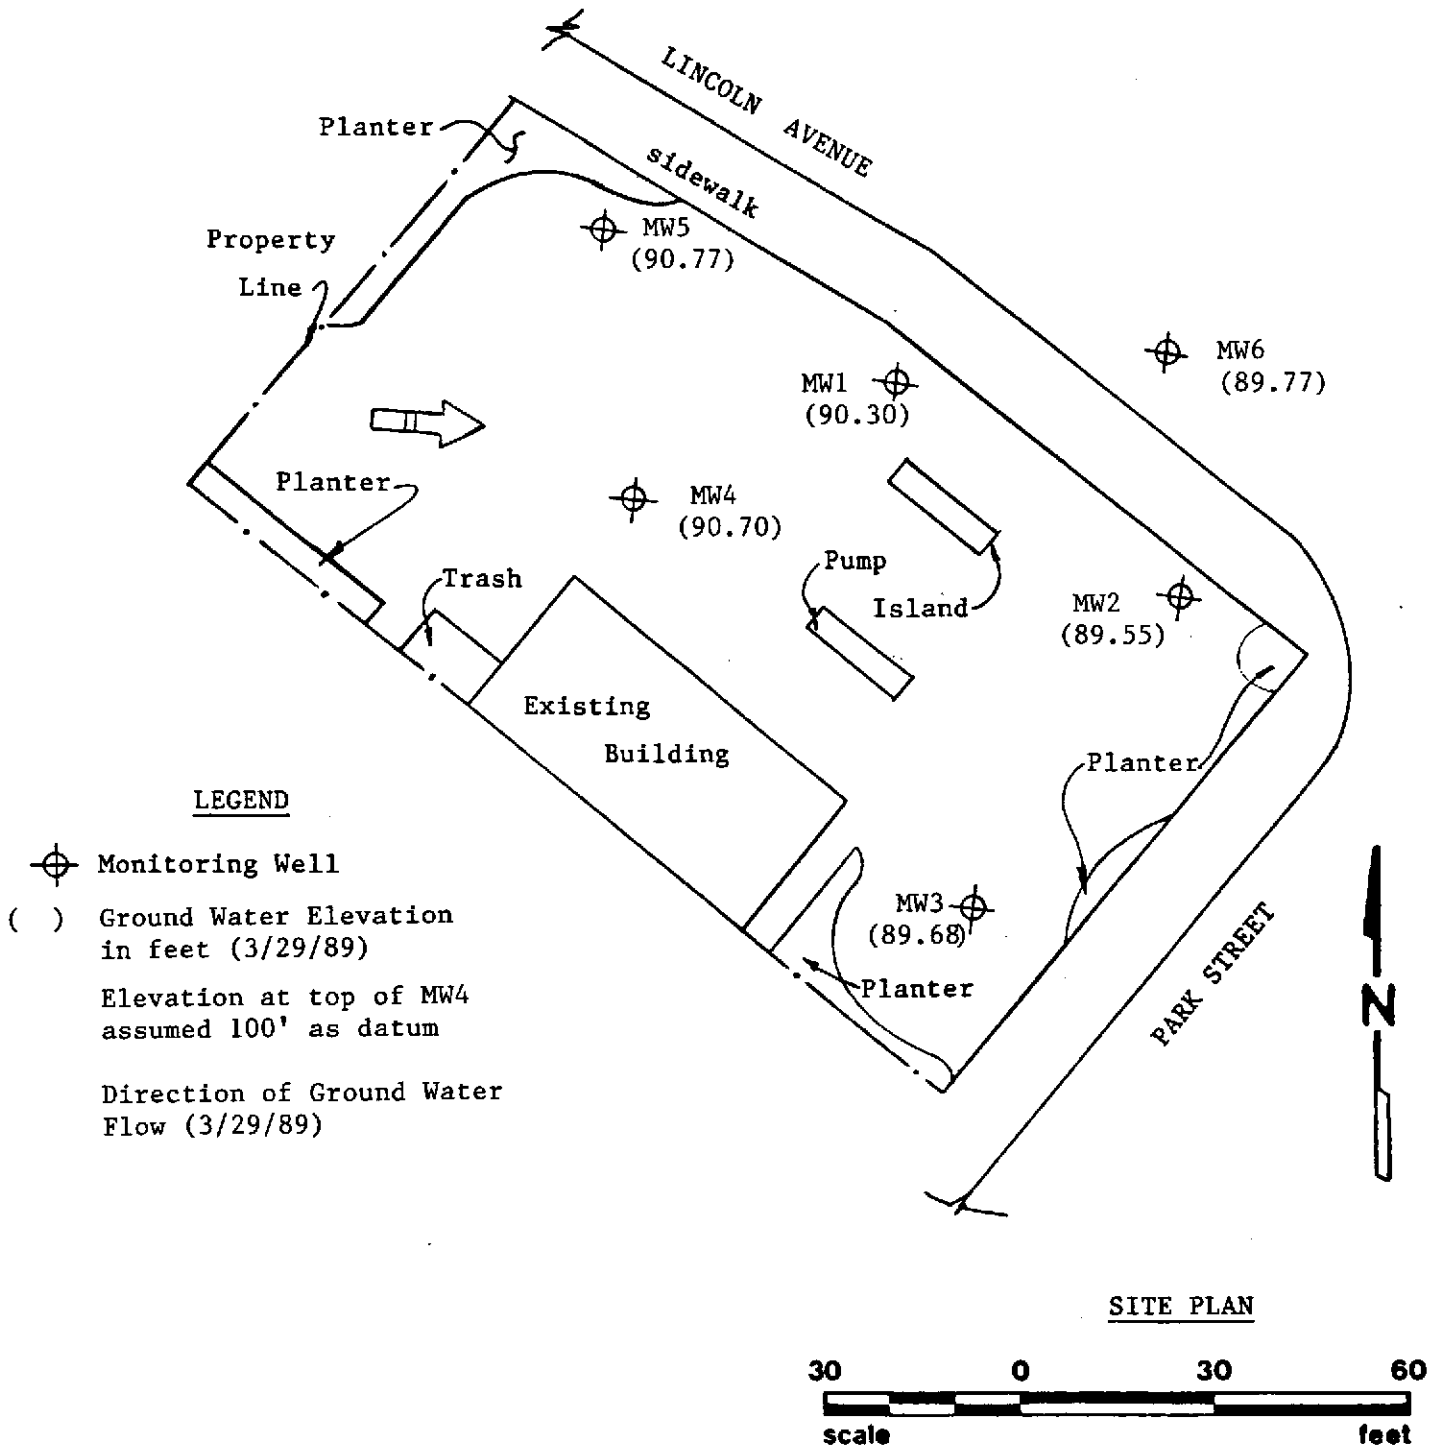 LINCOLN AVENUE
Planter
sidewalk
MW5
(90.77)
Property
Line
MW6
(89.77)
MW1
(90.30)
Planter
MW4
(90.70)
Pump
Trash
Island
MW2
(89.55)
Existing
Building
Planter
LEGEND
Monitoring Well
( ) Ground Water Elevation
in feet (3/29/89)
Elevation at top of MW4
assumed 100' as datum
Direction of Ground Water
Flow (3/29/89)
MW3
(89.68)
Planter
PARK STREET
N
SITE PLAN
30 0 30 60
scale feet